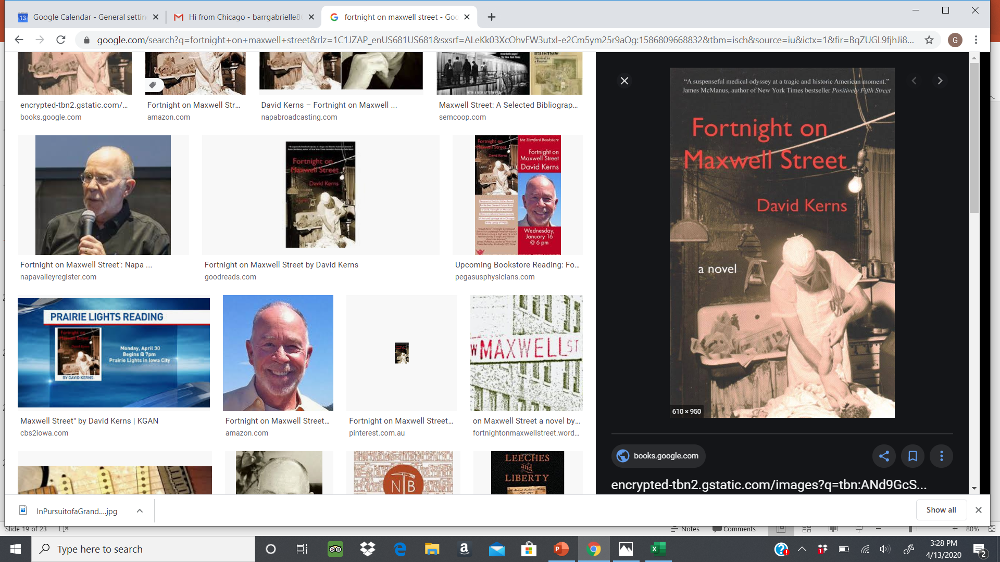 Google Calendar - General settin
Hi from Chicago - barrgabrielle8
fortnight on maxwell street - Goo
google.com/search?q=fortnight+on+maxwell+street&rlz=1C1JZAP_enUS681US681&sxsrf=ALeKk03XcOhvFW3utxI-e2Cm5ym25r9aOg:1586809668832&tbm=isch&source=iu&ictx=1&fir=BqZUGL9fjhJi8...
G
encrypted-tbn2.gstatic.com/...
books.google.com
Fortnight on Maxwell Str...
amazon.com
David Kerns – Fortnight on Maxwell ...
napabroadcasting.com
Maxwell Street: A Selected Bibliograp...
semcoop.com
Fortnight on
Maxwell Street
David Kerns
the Stanford Bookstore
Fortnight on
Maxwell Street
David Kerns
Wednesday,
January 16
@ 6 pm
Fortnight on Maxwell Street': Napa ...
napavalleyregister.com
Fortnight on Maxwell Street by David Kerns
goodreads.com
Upcoming Bookstore Reading: Fo...
pegasusphysicians.com
PRAIRIE LIGHTS READING
Monday, April 30
Begins @ 7pm
Prairie Lights in Iowa City
BY DAVID KERNS
W MAXWELL ST
Maxwell Street" by David Kerns | KGAN
cbs2iowa.com
Fortnight on Maxwell Street...
amazon.com
Fortnight on Maxwell Street...
pinterest.com.au
on Maxwell Street a novel by...
fortnightonmaxwellstreet.word...
N B
LEECHES
and
LIBERTY
"A suspenseful medical odyssey at a tragic and historic American moment."
James McManus, author of New York Times bestseller Positively Fifth Street
Fortnight on
Maxwell Street
David Kerns
a novel
610 × 950
books.google.com
encrypted-tbn2.gstatic.com/images?q=tbn:ANd9GcS...
InPursuitofaGrand....jpg
Show all
Slide 19 of 23
Notes
Comments
80%
Type here to search
3:28 PM
4/13/2020
2